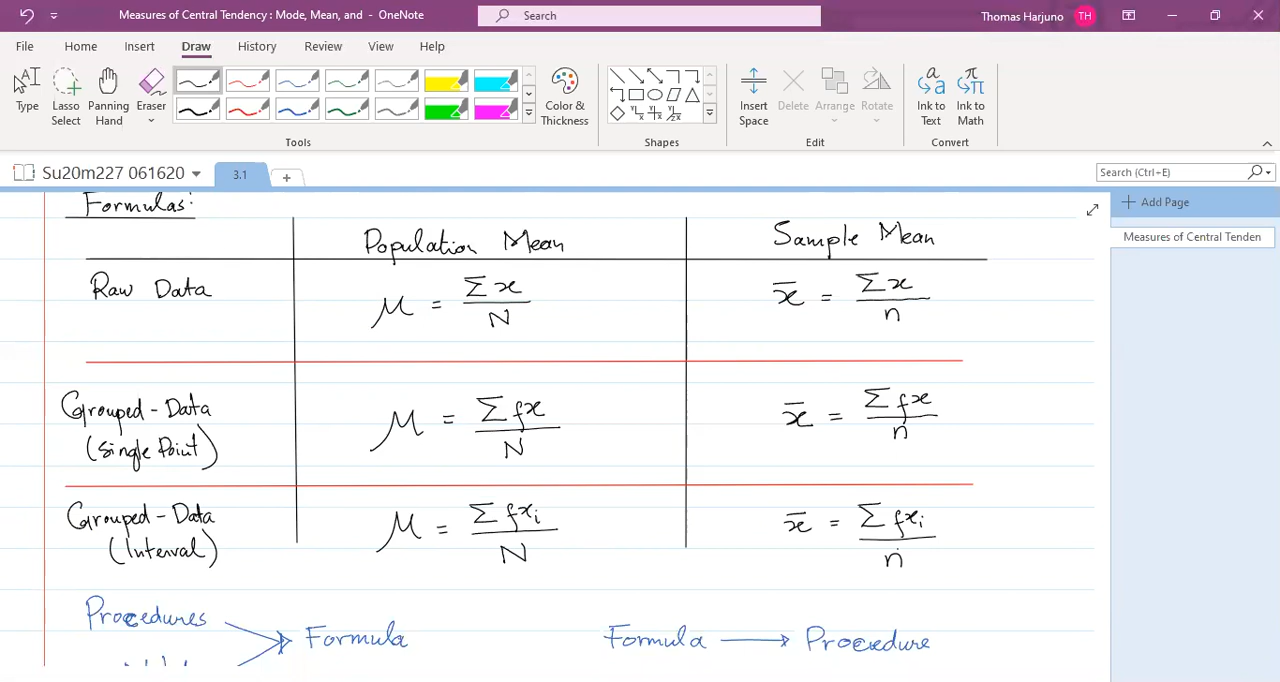 Measures of Central Tendency : Mode, Mean, and - OneNote
Search
Thomas Harjuno TH
File Home Insert Draw History Review View Help
Type
Lasso Select
Panning Hand
Eraser
Color & Thickness
Insert Space
Delete
Arrange
Rotate
Ink to Text
Ink to Math
Tools Shapes Edit Convert
Su20m227 061620
3.1
Search (Ctrl+E)
Add Page
Measures of Central Tenden
Formulas:
Population Mean Sample Mean
Raw Data μ = Σx / N x̄ = Σx / n
Grouped-Data (Single Point) μ = Σfx / N x̄ = Σfx / n
Grouped-Data (Interval) μ = Σfxᵢ / N x̄ = Σfxᵢ / n
Procedures
Formula Formula → Procedure